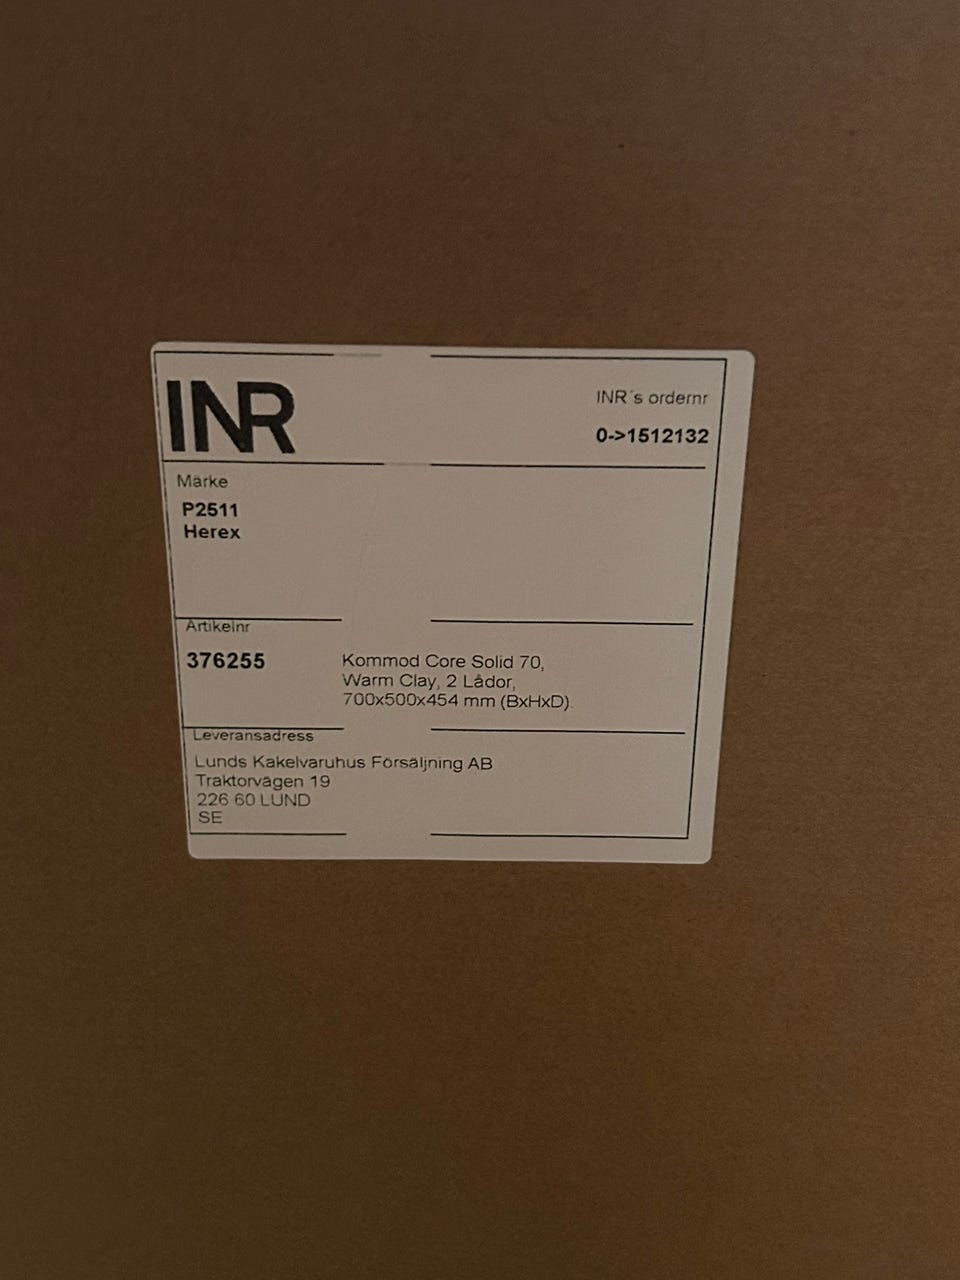 INR
INR´s ordernr
0->1512132
Märke
P2511
Herex
Artikelnr
376255
Kommod Core Solid 70,
Warm Clay, 2 Lådor,
700x500x454 mm (BxHxD).
Leveransadress
Lunds Kakelvaruhus Försäljning AB
Traktorvägen 19
226 60 LUND
SE